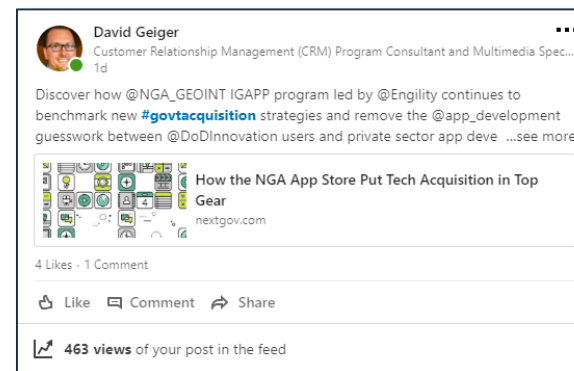 David Geiger
Customer Relationship Management (CRM) Program Consultant and Multimedia Spec...
1d
Discover how @NGA_GEOINT IGAPP program led by @Engility continues to
benchmark new #govtacquisition strategies and remove the @app_development
guesswork between @DoDInnovation users and private sector app deve ...see more
How the NGA App Store Put Tech Acquisition in Top
Gear
nextgov.com
4 Likes · 1 Comment
Like Comment Share
463 views of your post in the feed